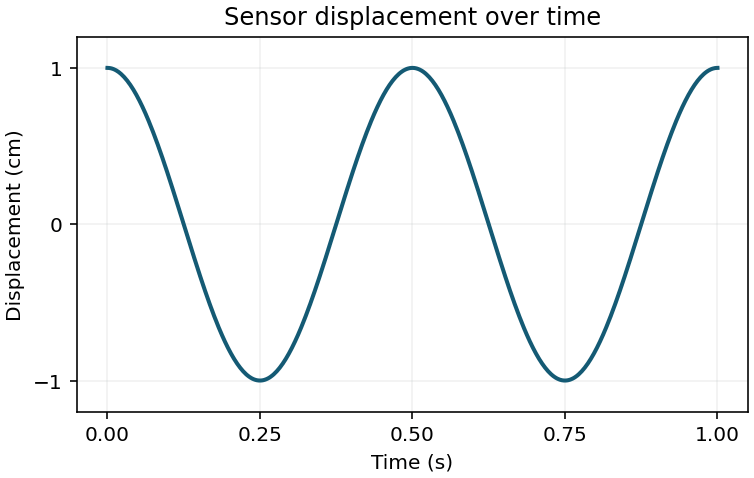 Sensor displacement over time
Displacement (cm)
1
0
−1
0.00 0.25 0.50 0.75 1.00
Time (s)